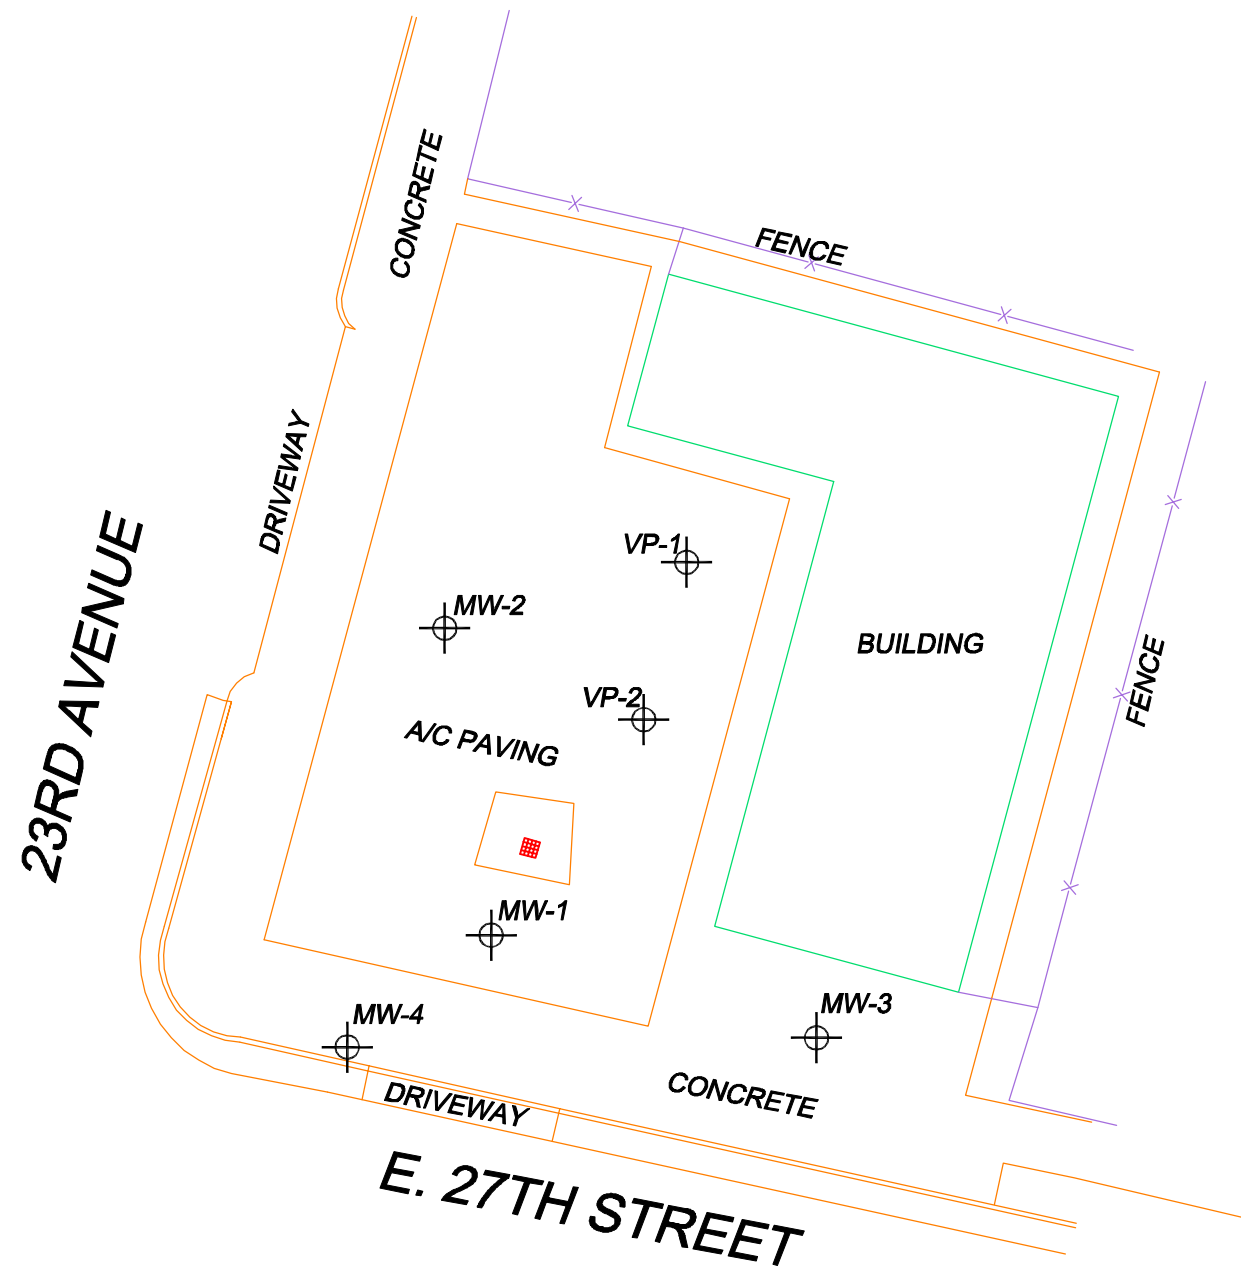 CONCRETE
FENCE
DRIVEWAY
VP-1
MW-2
BUILDING
23RD AVENUE
FENCE
VP-2
A/C PAVING
MW-1
MW-4
MW-3
CONCRETE
DRIVEWAY
E. 27TH STREET